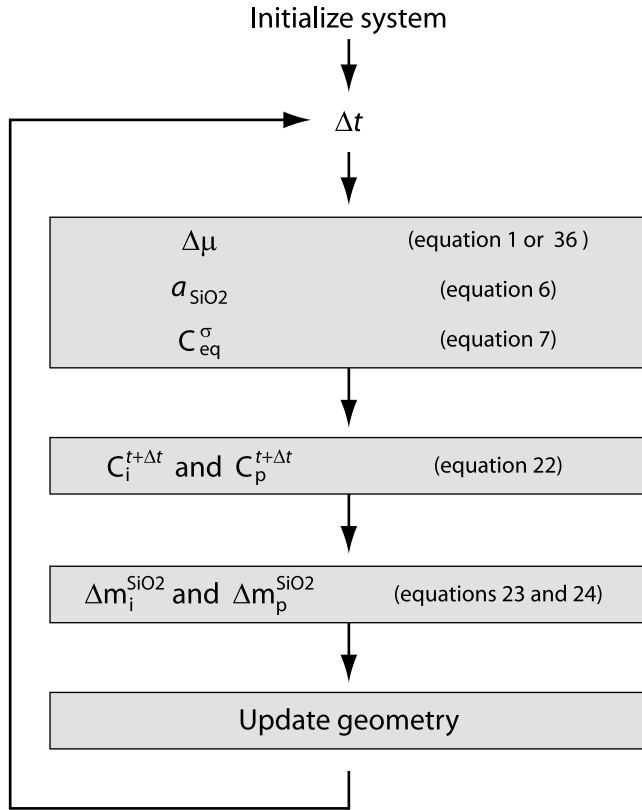 Initialize system
Δt
Δμ (equation 1 or 36 )
a SiO2 (equation 6)
C eq σ (equation 7)
C i t+Δt and C p t+Δt (equation 22)
Δm i SiO2 and Δm p SiO2 (equations 23 and 24)
Update geometry